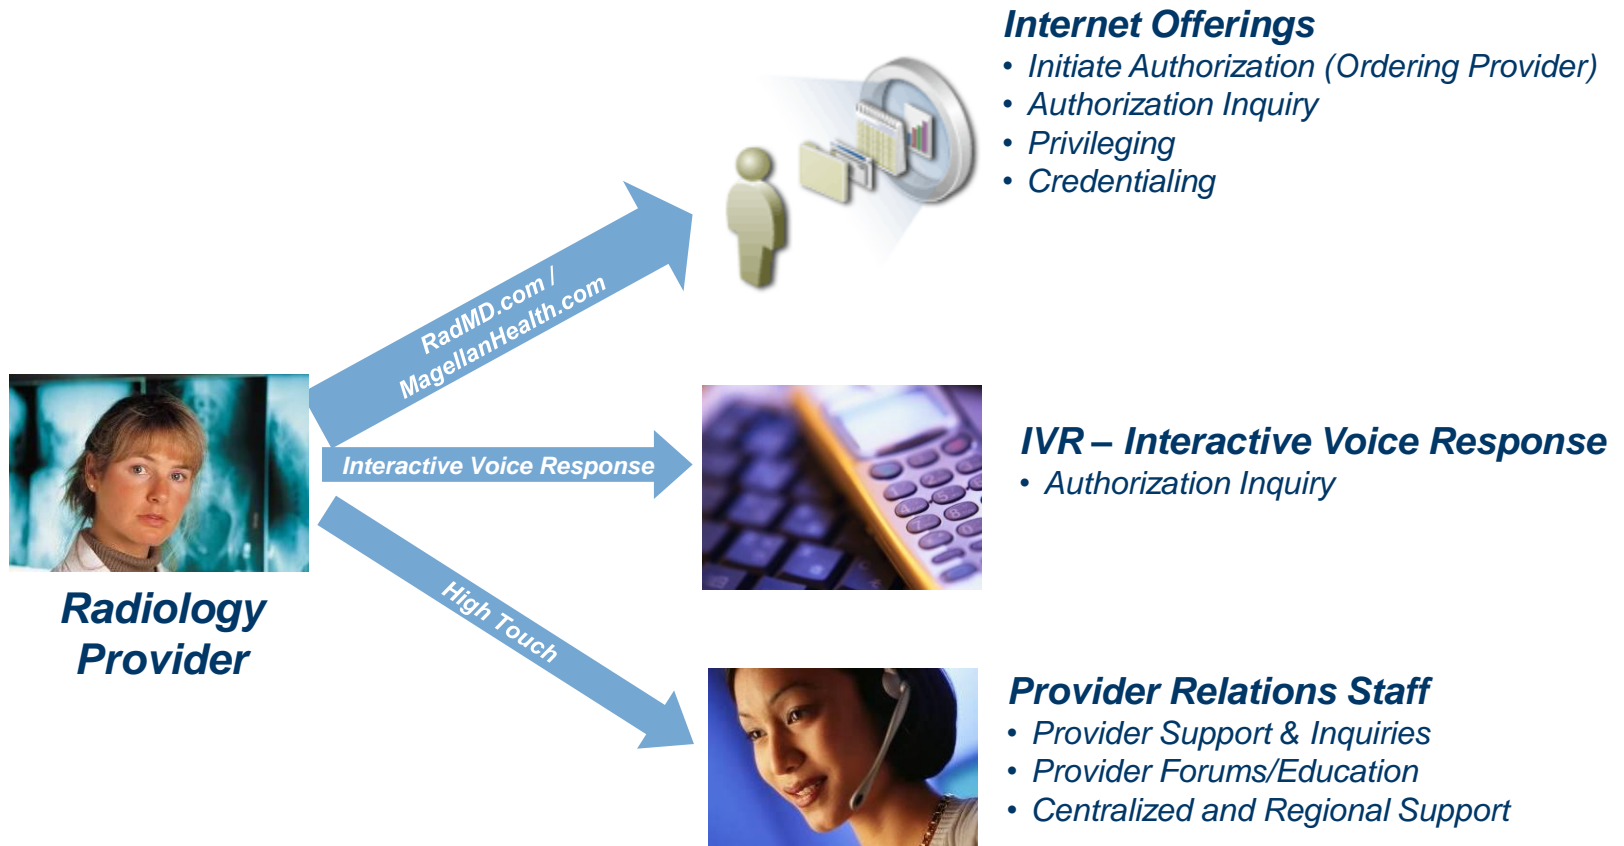 Internet Offerings
• Initiate Authorization (Ordering Provider)
• Authorization Inquiry
• Privileging
• Credentialing
RadMD.com /
MagellanHealth.com
Interactive Voice Response
High Touch
Radiology
Provider
IVR – Interactive Voice Response
• Authorization Inquiry
Provider Relations Staff
• Provider Support & Inquiries
• Provider Forums/Education
• Centralized and Regional Support